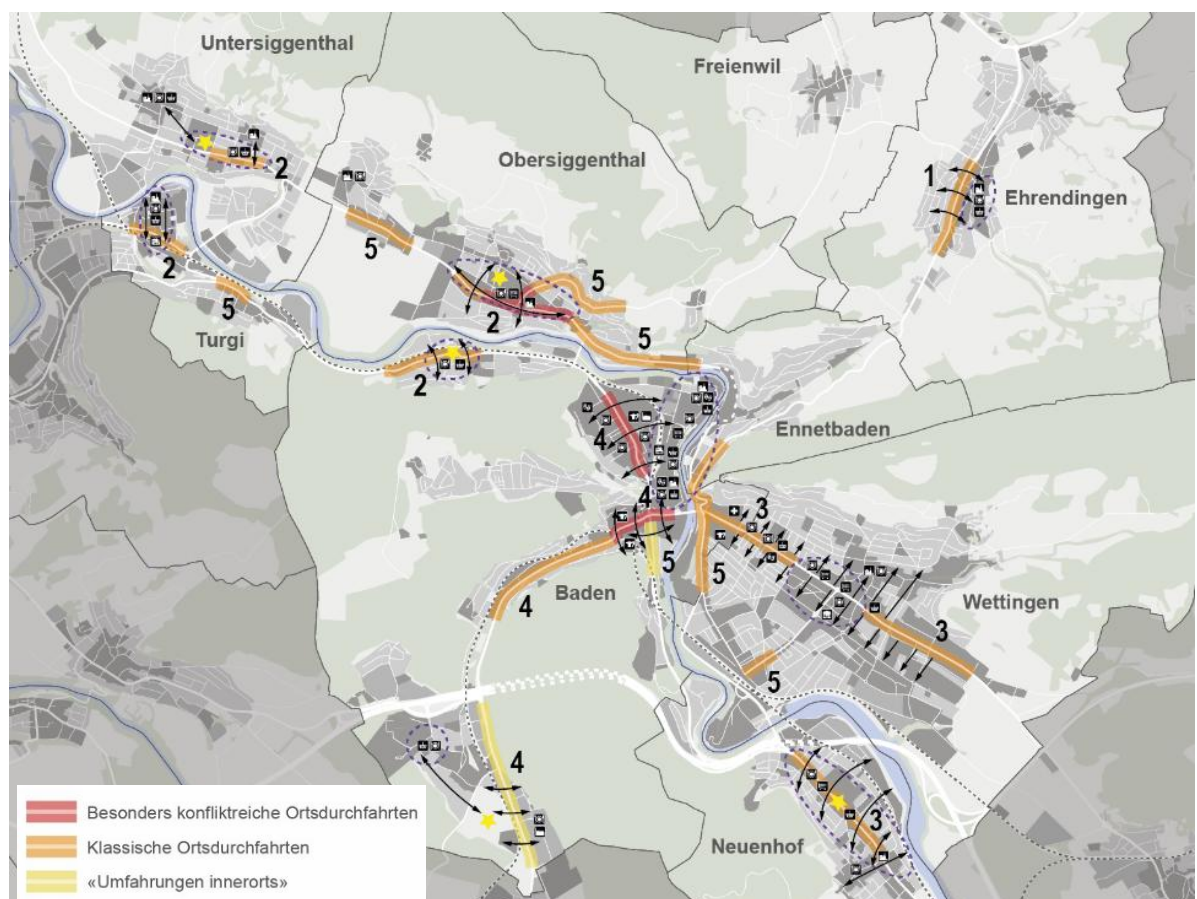 Untersiggenthal
Freienwil
Obersiggenthal
1
Ehrendingen
2
5
2
5
5
2
Turgi
5
2
4
Ennetbaden
4
3
5
5
Baden
4
Wettingen
3
5
4
3
Neuenhof
Besonders konfliktreiche Ortsdurchfahrten
Klassische Ortsdurchfahrten
«Umfahrungen innerorts»